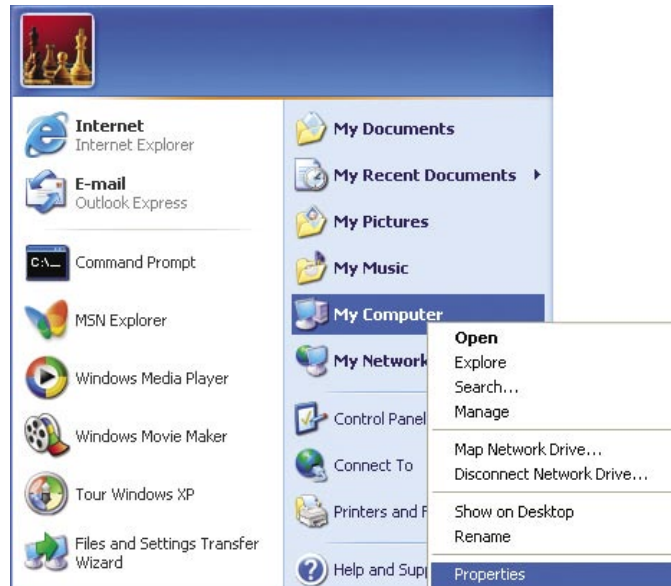 Internet
Internet Explorer
E-mail
Outlook Express
C:\_
Command Prompt
MSN Explorer
Windows Media Player
Windows Movie Maker
Tour Windows XP
Files and Settings Transfer
Wizard
My Documents
My Recent Documents
My Pictures
My Music
My Computer
My Network
Control Panel
Connect To
Printers and
Help and
Open
Explore
Search...
Manage
Map Network Drive...
Disconnect Network Drive...
Show on Desktop
Rename
Properties